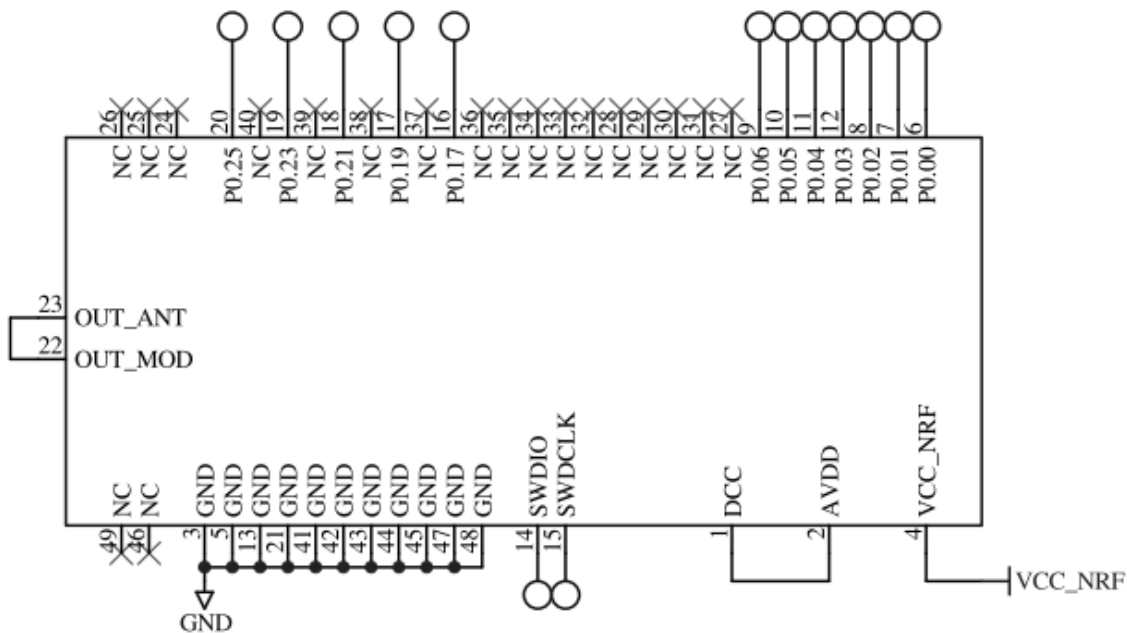 26 25 24 20 40 19 39 18 38 17 37 16 36 35 34 33 32 28 29 30 31 27 9 10 11 12 8 7 6
NC NC NC P0.25 NC P0.23 NC P0.21 NC P0.19 NC P0.17 NC NC NC NC NC NC NC NC NC NC P0.06 P0.05 P0.04 P0.03 P0.02 P0.01 P0.00
23 OUT_ANT
22 OUT_MOD
NC NC GND GND GND GND GND GND GND GND GND GND GND SWDIO SWDCLK DCC AVDD VCC_NRF
49 46 3 5 13 21 41 42 43 44 45 47 48 14 15 1 2 4
VCC_NRF
GND